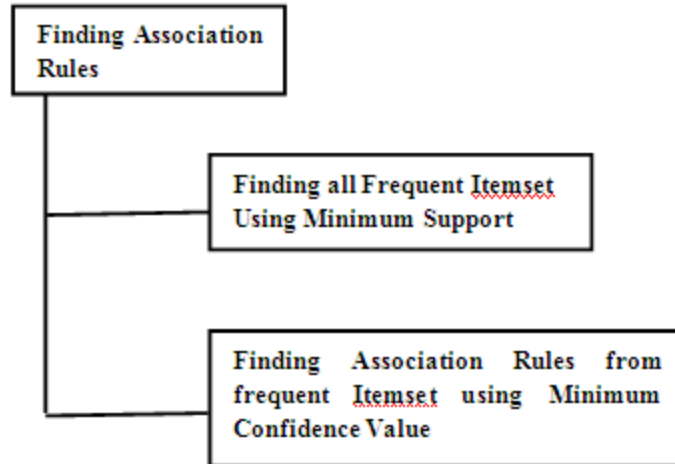 Finding Association
Rules
Finding all Frequent Itemset
Using Minimum Support
Finding Association Rules from
frequent Itemset using Minimum
Confidence Value